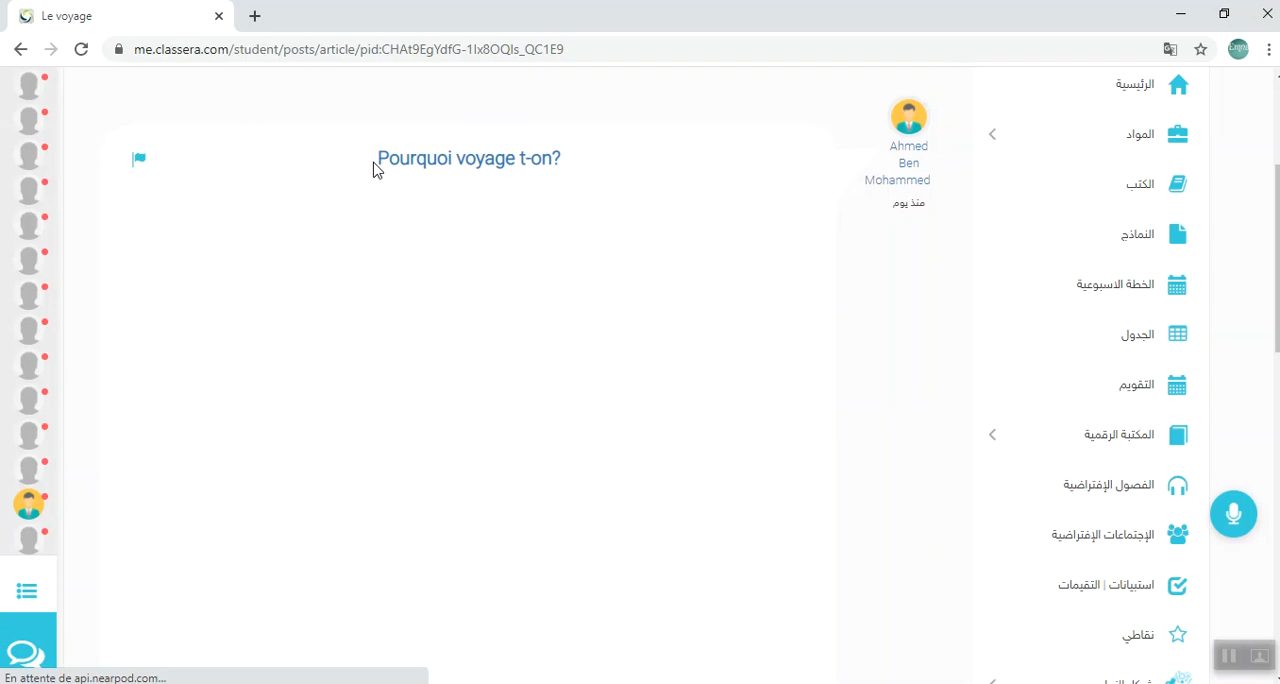 Le voyage
me.classera.com/student/posts/article/pid:CHAt9EgYdfG-1Ix8OQIs_QC1E9
Pourquoi voyage t-on?
Ahmed
Ben
Mohammed
منذ يوم
الرئيسية
المواد
الكتب
النماذج
الخطة الاسبوعية
الجدول
التقويم
المكتبة الرقمية
الفصول الإفتراضية
الإجتماعات الإفتراضية
استبيانات | التقيمات
نقاطي
En attente de api.nearpod.com...